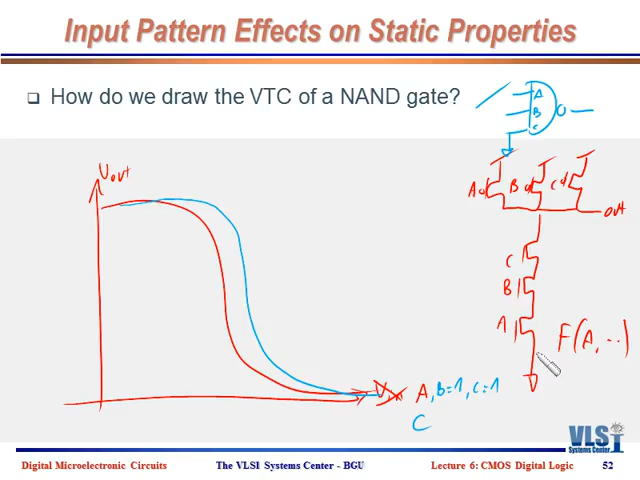 Input Pattern Effects on Static Properties
How do we draw the VTC of a NAND gate?
A
B
C
Vout
A
B
C
out
C
B
A
F(A, ..)
A, B=1, C=1
C
VLSI
Systems Center
Digital Microelectronic Circuits
The VLSI Systems Center - BGU
Lecture 6: CMOS Digital Logic
52